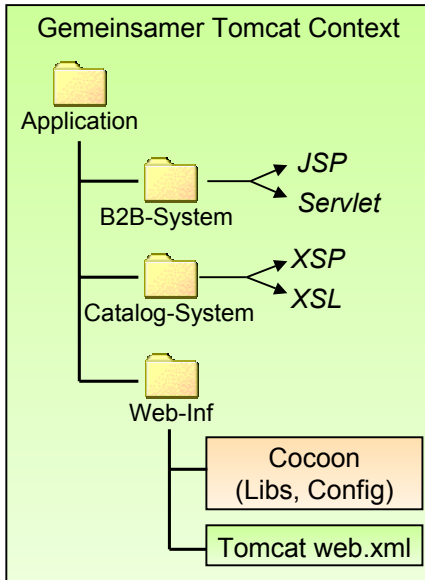 Gemeinsamer Tomcat Context
Application
B2B-System
JSP
Servlet
Catalog-System
XSP
XSL
Web-Inf
Cocoon
(Libs, Config)
Tomcat web.xml